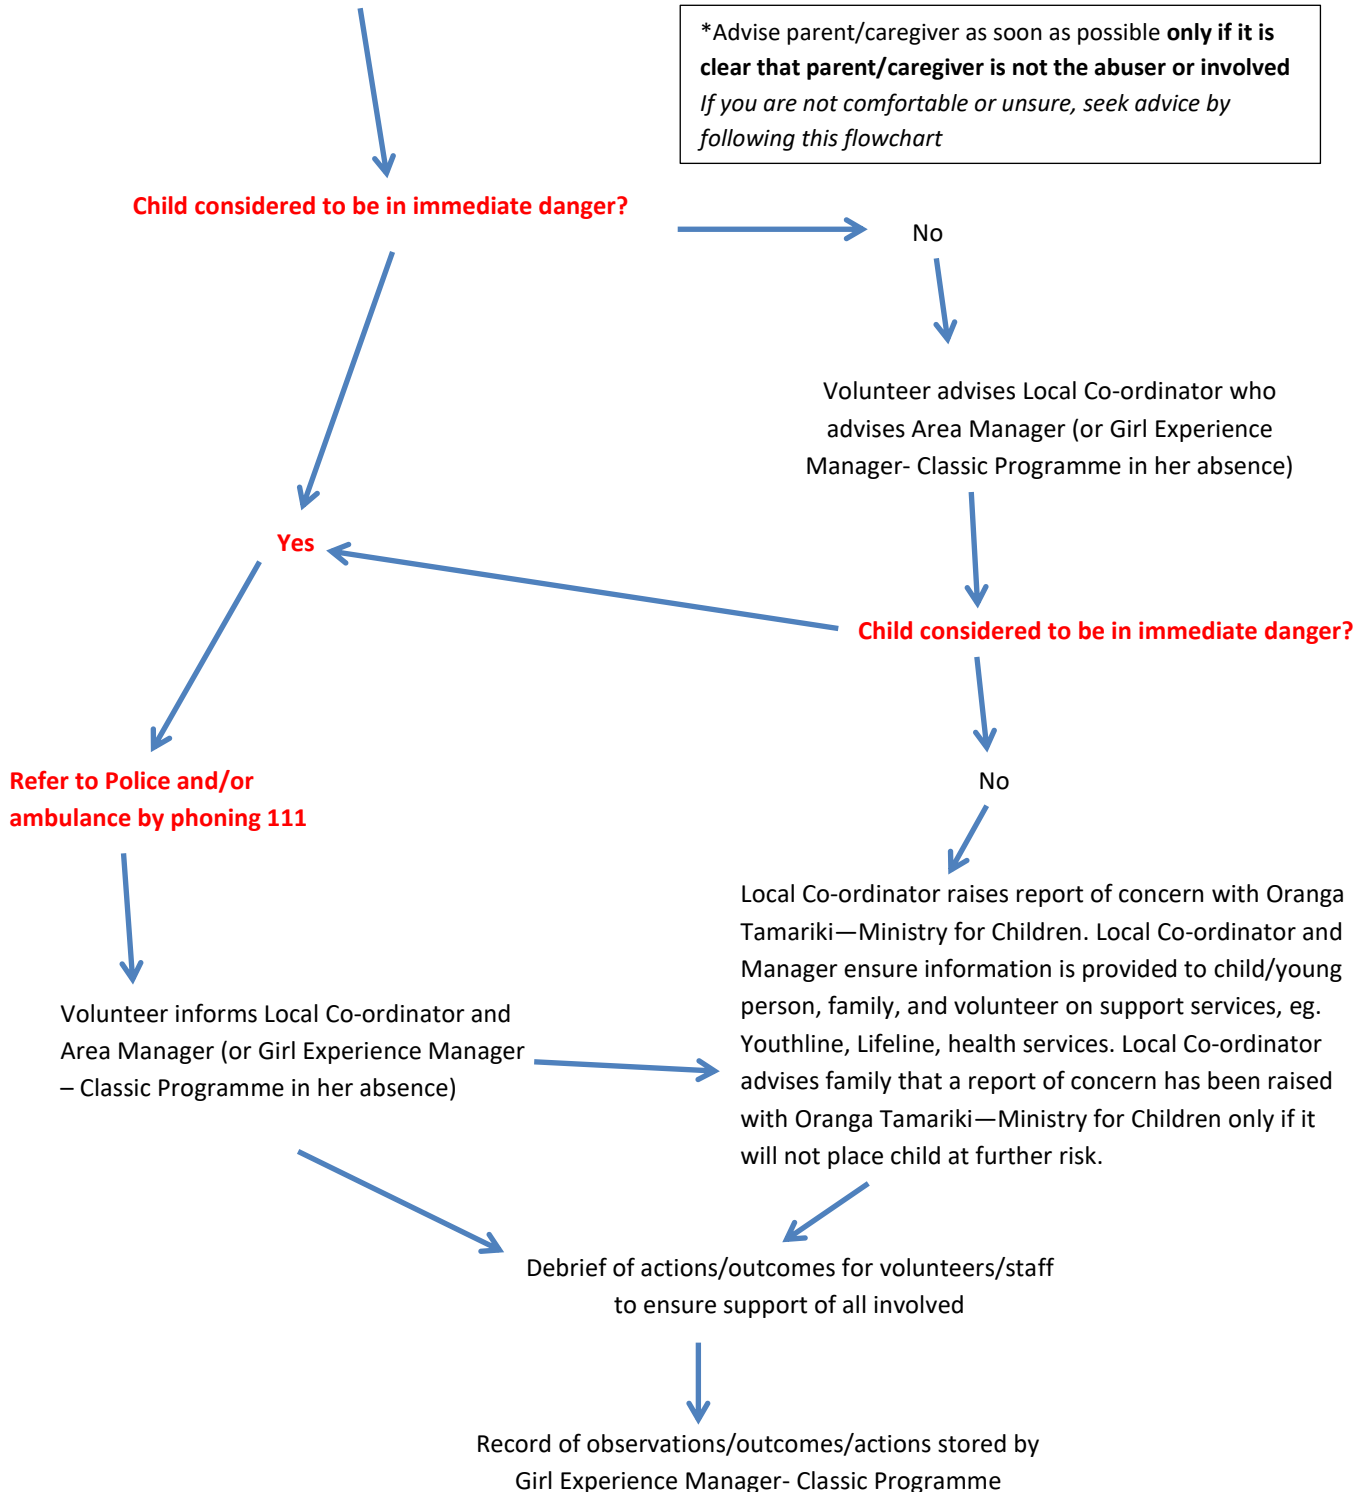 *Advise parent/caregiver as soon as possible only if it is
clear that parent/caregiver is not the abuser or involved
If you are not comfortable or unsure, seek advice by
following this flowchart
Child considered to be in immediate danger?
No
Volunteer advises Local Co-ordinator who
advises Area Manager (or Girl Experience
Manager- Classic Programme in her absence)
Yes
Child considered to be in immediate danger?
Refer to Police and/or
ambulance by phoning 111
No
Local Co-ordinator raises report of concern with Oranga
Tamariki—Ministry for Children. Local Co-ordinator and
Manager ensure information is provided to child/young
person, family, and volunteer on support services, eg.
Youthline, Lifeline, health services. Local Co-ordinator
advises family that a report of concern has been raised
with Oranga Tamariki—Ministry for Children only if it
will not place child at further risk.
Volunteer informs Local Co-ordinator and
Area Manager (or Girl Experience Manager
– Classic Programme in her absence)
Debrief of actions/outcomes for volunteers/staff
to ensure support of all involved
Record of observations/outcomes/actions stored by
Girl Experience Manager- Classic Programme